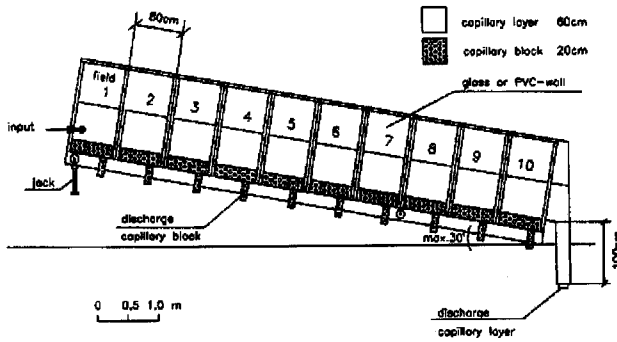 80cm
capillary layer 60cm
capillary block 20cm
glass or PVC-wall
field
1
2
3
4
5
6
7
8
9
10
input
jack
discharge
capillary block
max.30°
100cm
0 0,5 1,0 m
discharge
capillary layer